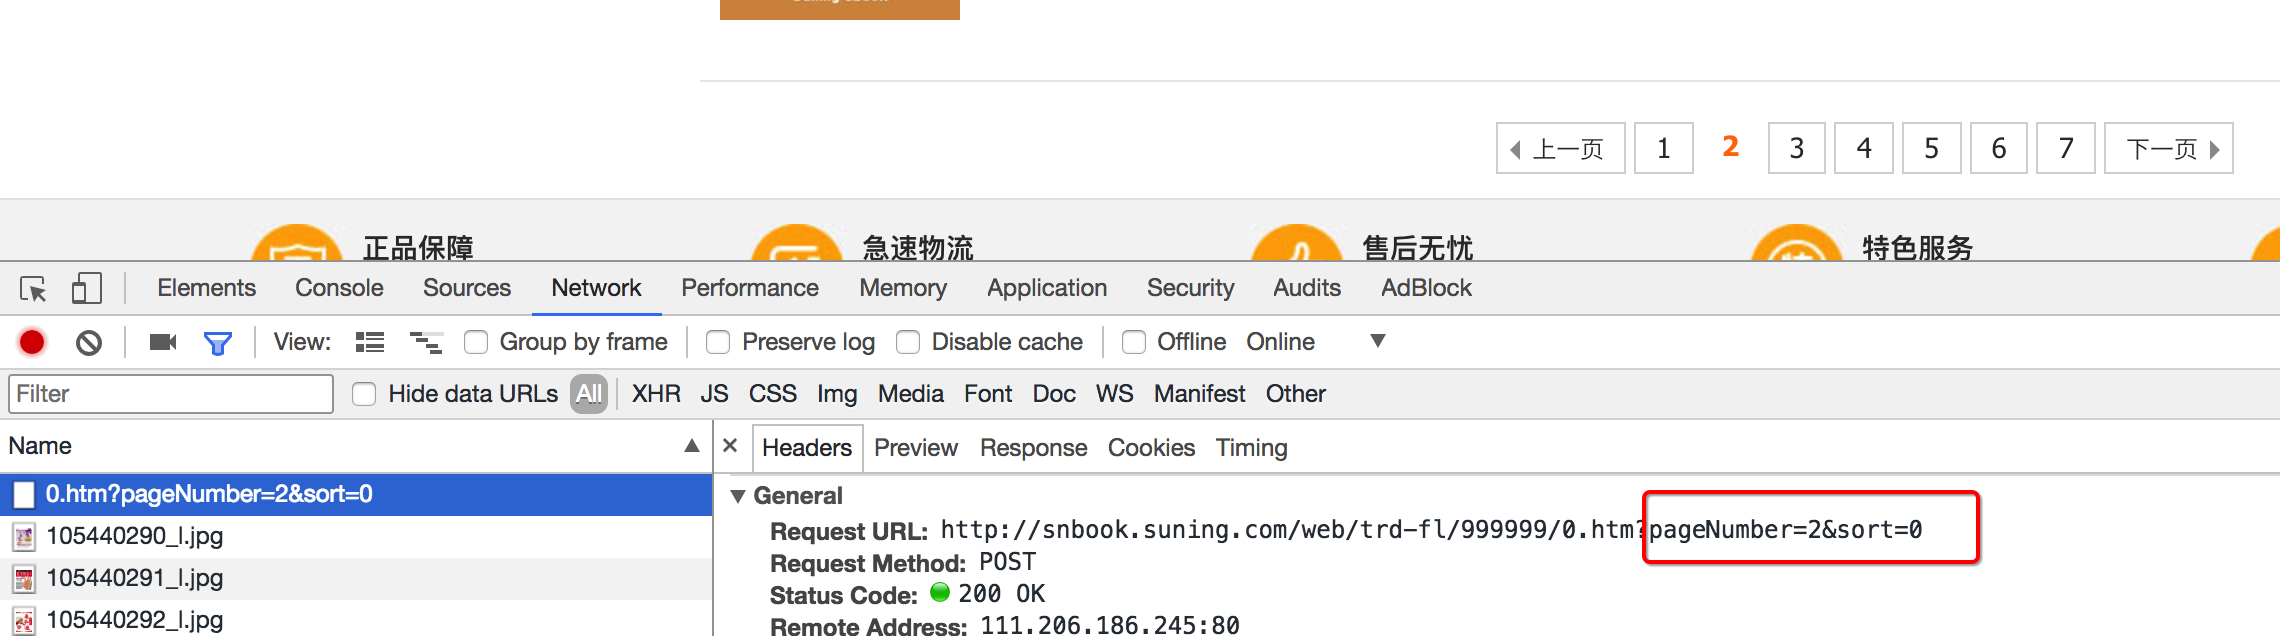 上一页 1 2 3 4 5 6 7 下一页
正品保障 急速物流 售后无忧 特色服务
Elements Console Sources Network Performance Memory Application Security Audits AdBlock
View: Group by frame Preserve log Disable cache Offline Online
Filter Hide data URLs All XHR JS CSS Img Media Font Doc WS Manifest Other
Name
Headers Preview Response Cookies Timing
0.htm?pageNumber=2&sort=0
105440290_l.jpg
105440291_l.jpg
105440292_l.jpg
General
Request URL: http://snbook.suning.com/web/trd-fl/999999/0.htm?pageNumber=2&sort=0
Request Method: POST
Status Code: 200 OK
Remote Address: 111.206.186.245:80